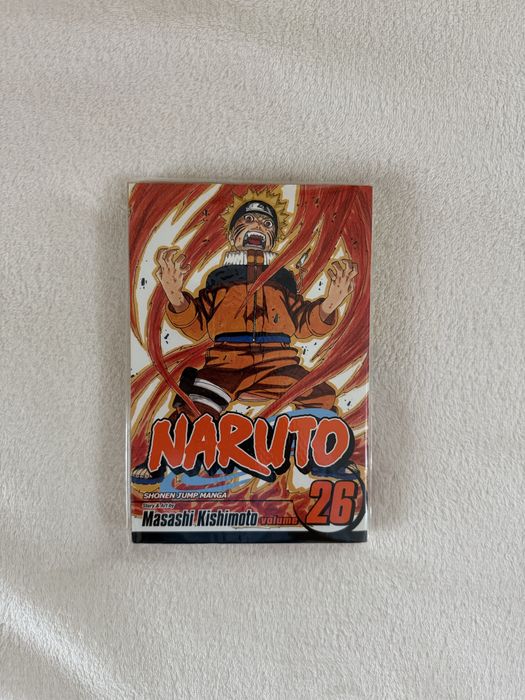 NARUTO
SHONEN JUMP MANGA
Story & Art by
Masashi Kishimoto volume 26